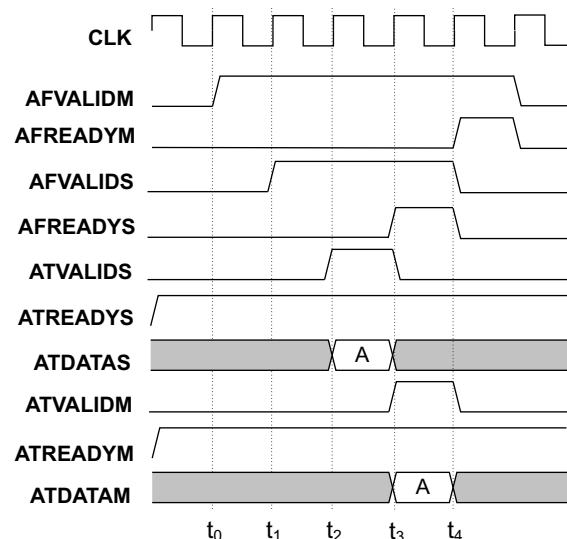 CLK
AFVALIDM
AFREADYM
AFVALIDS
AFREADYS
ATVALIDS
ATREADYS
ATDATAS A
ATVALIDM
ATREADYM
ATDATAM A
t0 t1 t2 t3 t4